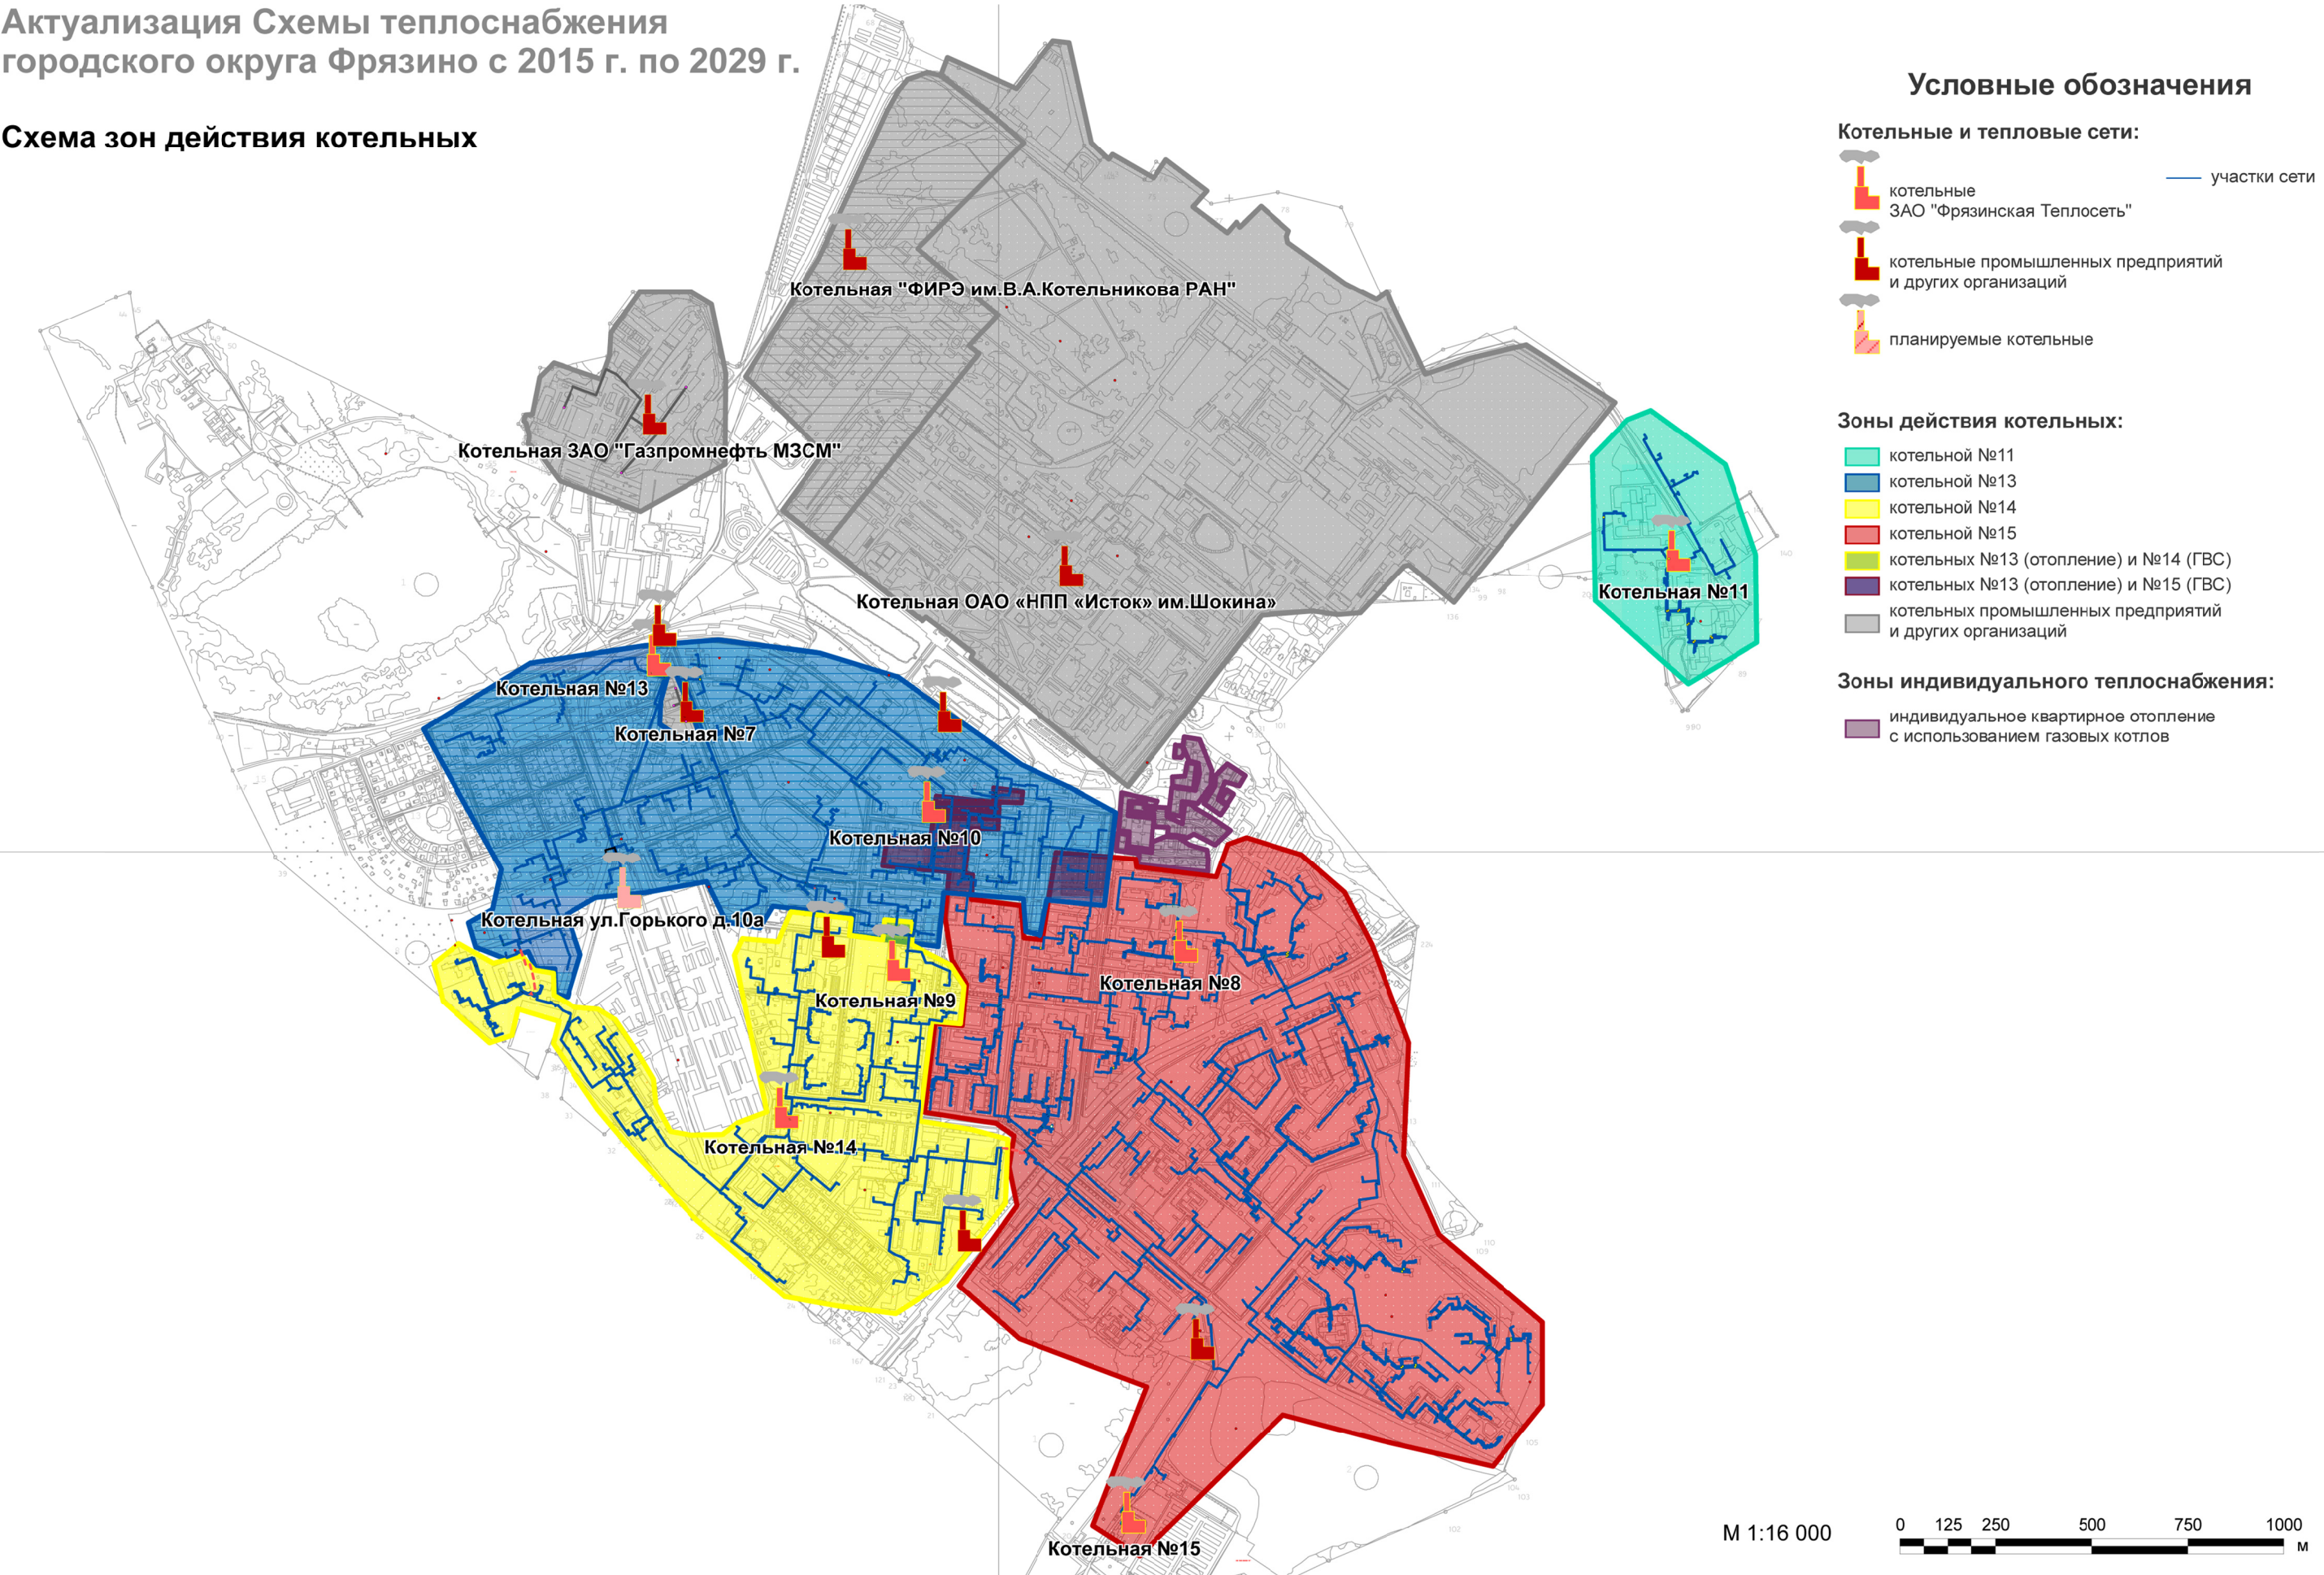 Актуализация Схемы теплоснабжения
городского округа Фрязино с 2015 г. по 2029 г.
Схема зон действия котельных
Котельная "ФИРЭ им.В.А.Котельникова РАН"
Котельная ЗАО "Газпромнефть МЗСМ"
Котельная ОАО «НПП «Исток» им.Шокина»
Котельная №11
Котельная №13
Котельная №7
Котельная №10
Котельная ул.Горького д.10а
Котельная №9
Котельная №8
Котельная №14
Котельная №15
Условные обозначения
Котельные и тепловые сети:
котельные
ЗАО "Фрязинская Теплосеть"
участки сети
котельные промышленных предприятий
и других организаций
планируемые котельные
Зоны действия котельных:
котельной №11
котельной №13
котельной №14
котельной №15
котельных №13 (отопление) и №14 (ГВС)
котельных №13 (отопление) и №15 (ГВС)
котельных промышленных предприятий
и других организаций
Зоны индивидуального теплоснабжения:
индивидуальное квартирное отопление
с использованием газовых котлов
М 1:16 000
0 125 250 500 750 1000
м